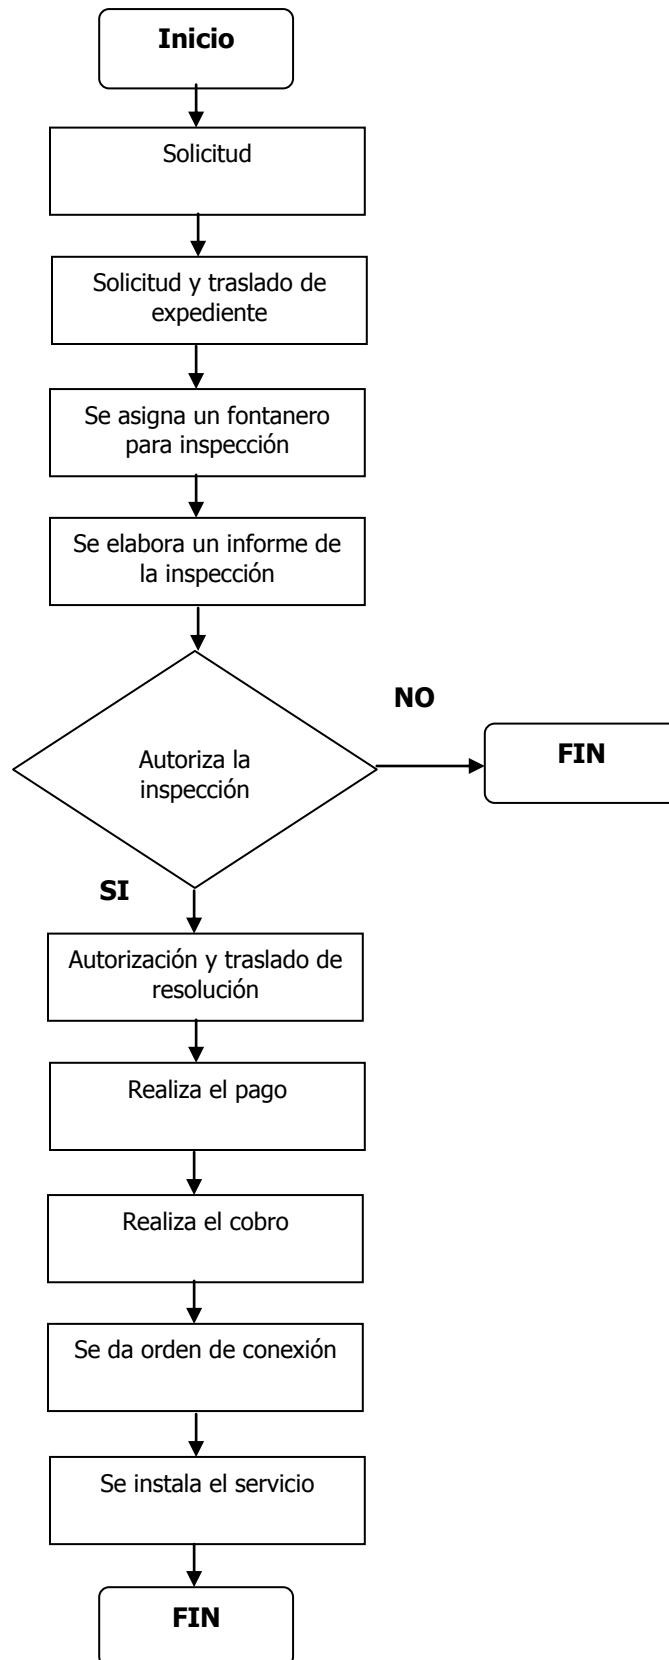 Inicio
Solicitud
Solicitud y traslado de
expediente
Se asigna un fontanero
para inspección
Se elabora un informe de
la inspección
NO
Autoriza la
inspección
FIN
SI
Autorización y traslado de
resolución
Realiza el pago
Realiza el cobro
Se da orden de conexión
Se instala el servicio
FIN